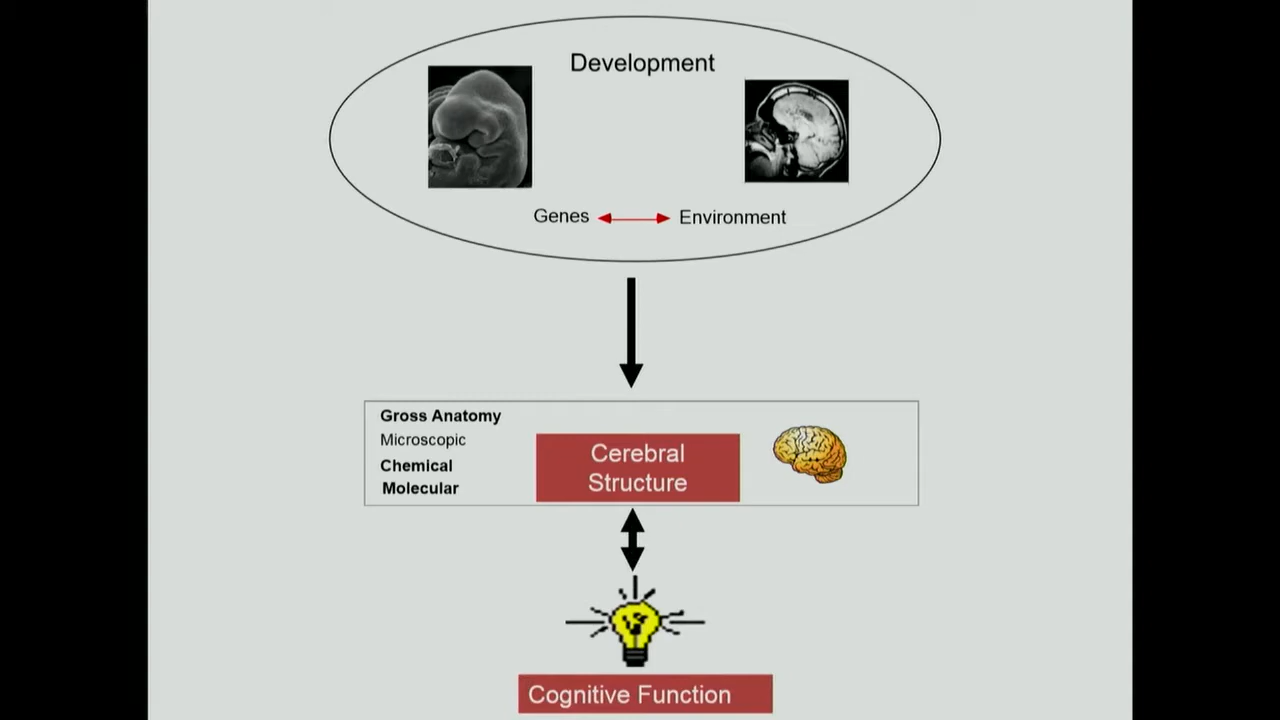 Development
Genes Environment
Gross Anatomy
Microscopic
Chemical
Molecular
Cerebral
Structure
Cognitive Function